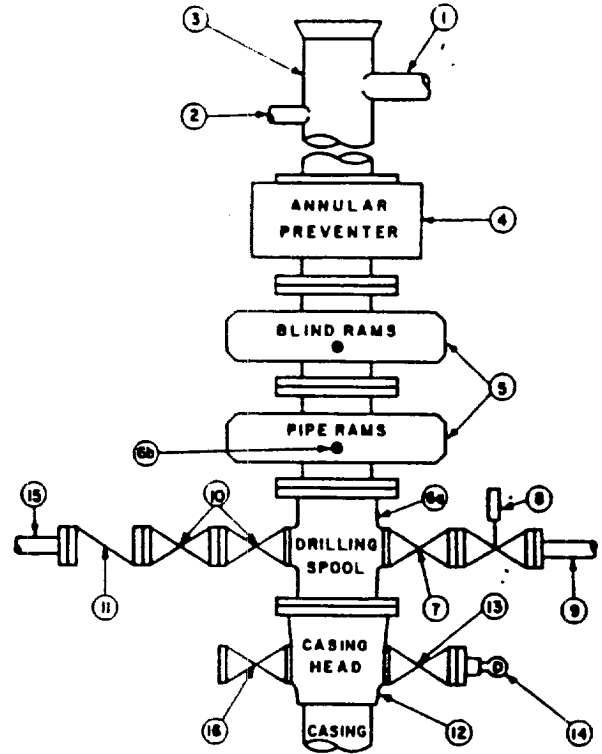 1
3
2
ANNULAR
PREVENTER
4
BLIND RAMS
5
PIPE RAMS
6b
15
10
6a
8
DRILLING
SPOOL
11
7
9
13
CASING
HEAD
16
12
14
CASING